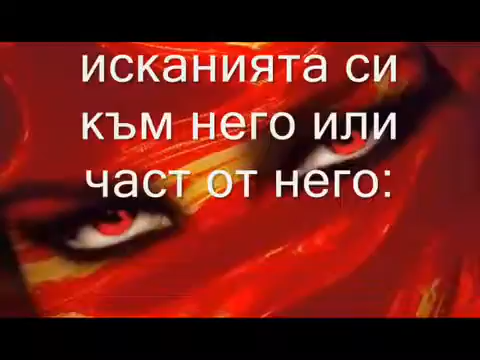 исканията си
към него или
част от него: